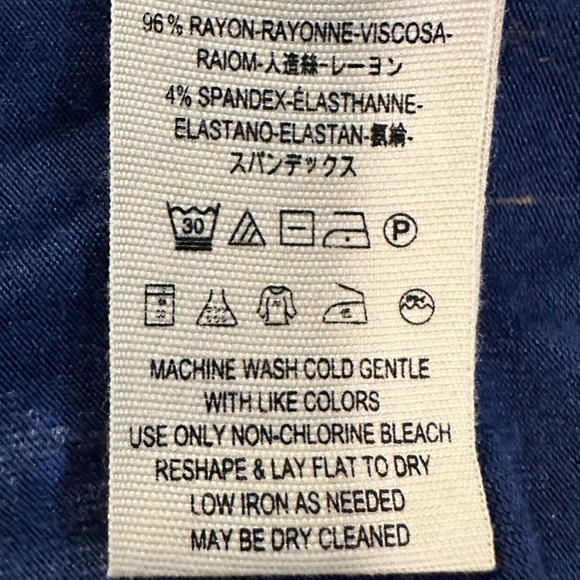 96% RAYON-RAYONNE-VISCOSA-
RAIOM-人造絲-レーヨン
4% SPANDEX-ÉLASTHANNE-
ELASTANO-ELASTAN-氨綸-
スパンデックス
30 P
MACHINE WASH COLD GENTLE
WITH LIKE COLORS
USE ONLY NON-CHLORINE BLEACH
RESHAPE & LAY FLAT TO DRY
LOW IRON AS NEEDED
MAY BE DRY CLEANED